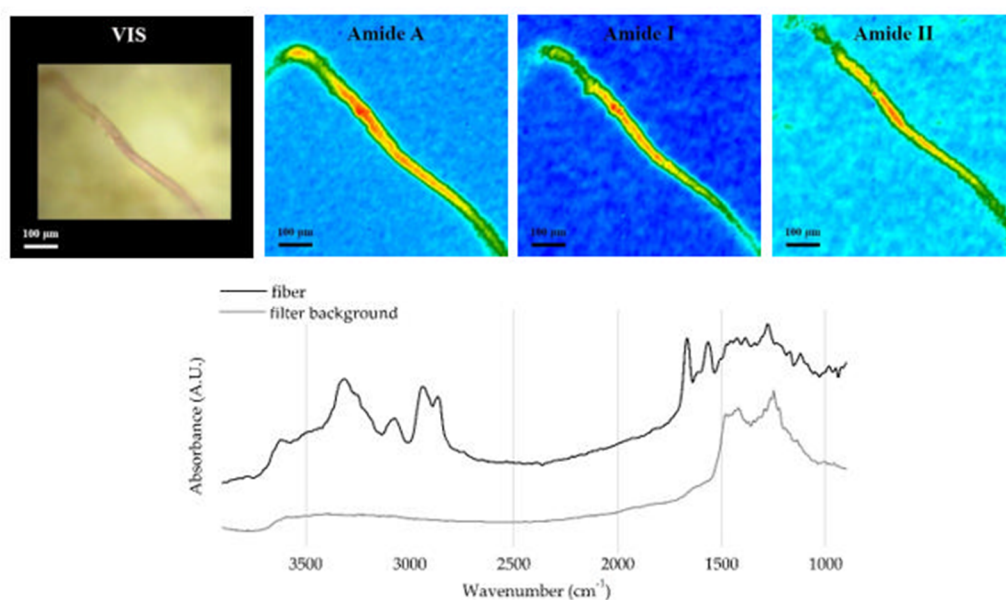 VIS
Amide A
Amide I
Amide II
100 µm
100 µm
100 µm
100 µm
fiber
filter background
Absorbance (A.U.)
3500
3000
2500
2000
1500
1000
Wavenumber (cm⁻¹)